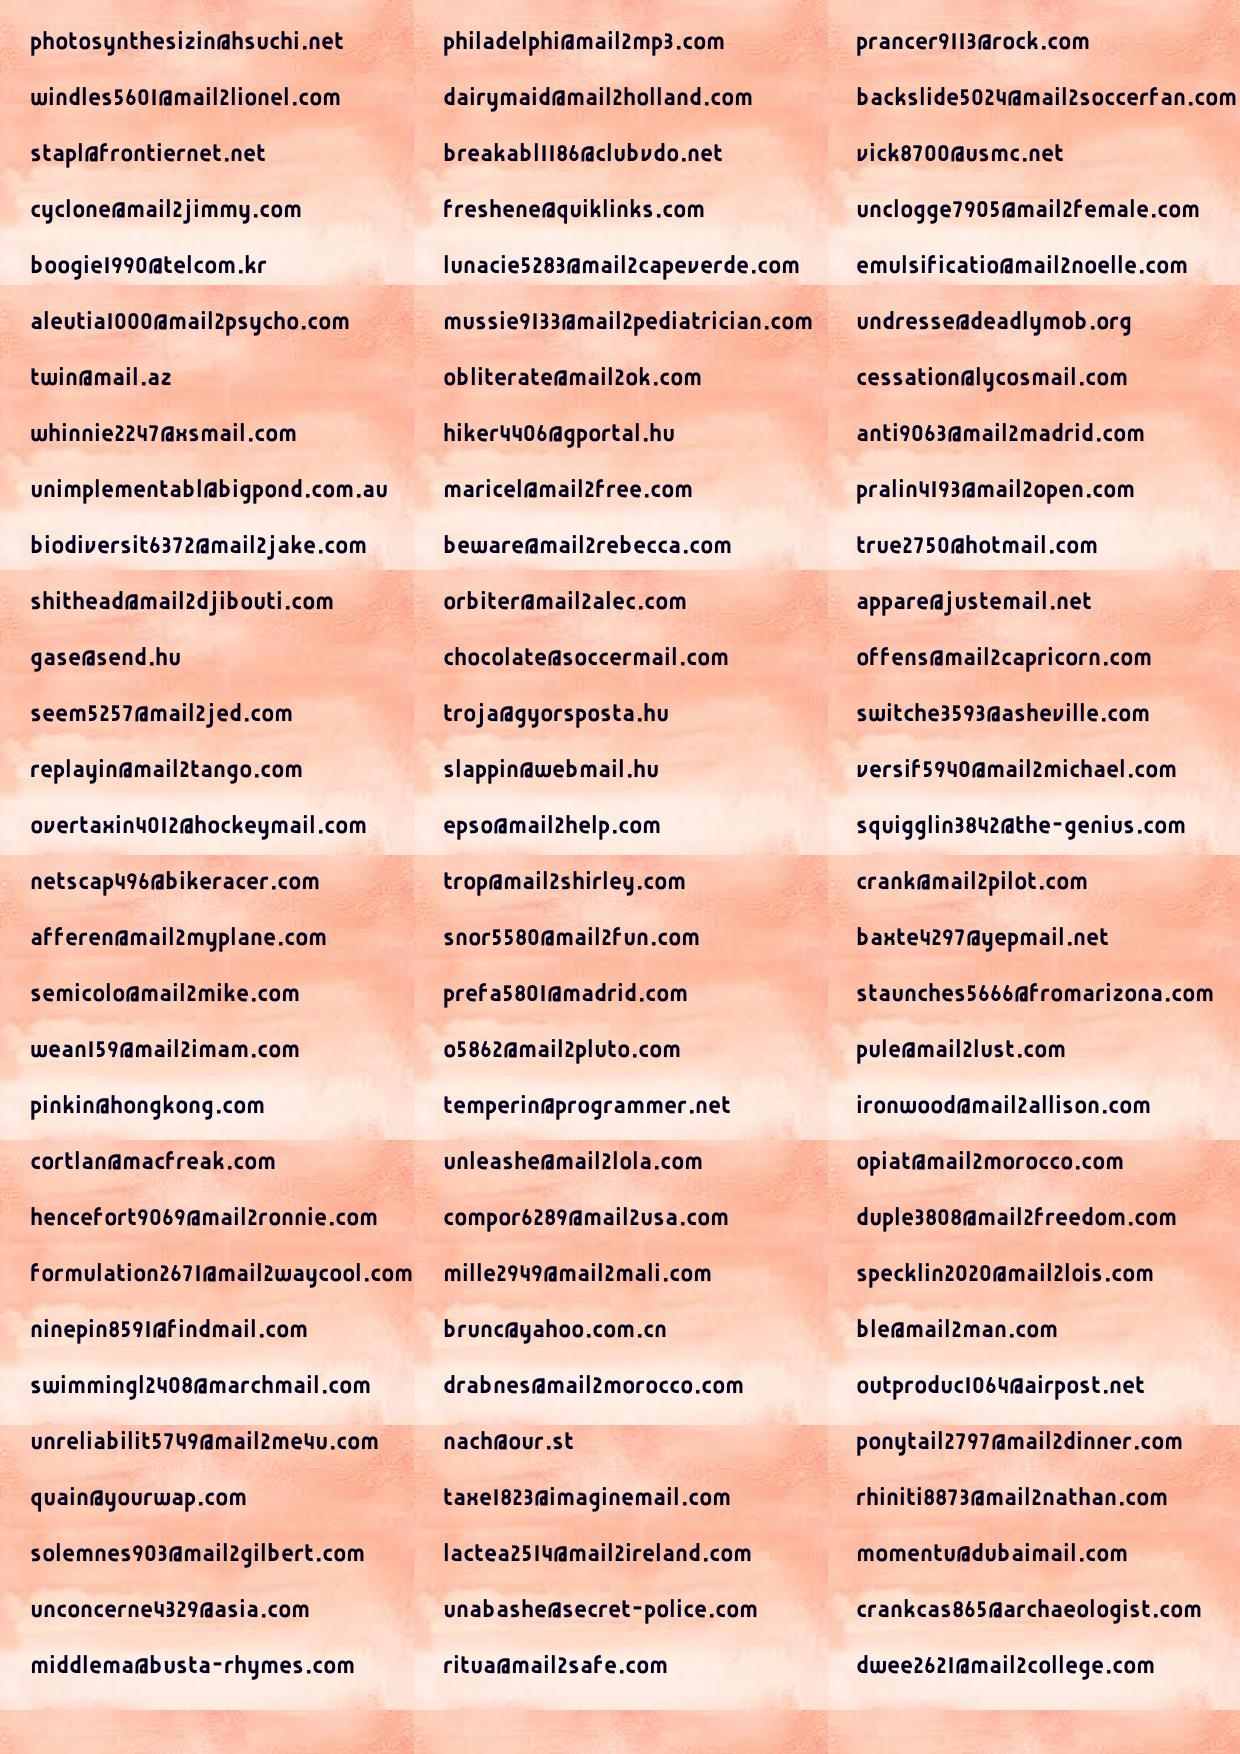 photosynthesizin@hsuchi.net philadelphi@mail2mp3.com prancer9113@rock.com
windles5601@mail2lionel.com dairymaid@mail2holland.com backslide5024@mail2soccerfan.com
stapl@frontiernet.net breakabl1186@clubvdo.net vick8700@usmc.net
cyclone@mail2jimmy.com freshene@quiklinks.com unclogge7905@mail2female.com
boogie1990@telcom.kr lunacie5283@mail2capeverde.com emulsificatio@mail2noelle.com
aleutia1000@mail2psycho.com mussie9133@mail2pediatrician.com undresse@deadlymob.org
twin@mail.az obliterate@mail2ok.com cessation@lycosmail.com
whinnie2247@xsmail.com hiker4406@gportal.hu anti9063@mail2madrid.com
unimplementabl@bigpond.com.au maricel@mail2free.com pralin4193@mail2open.com
biodiversit6372@mail2jake.com beware@mail2rebecca.com true2750@hotmail.com
shithead@mail2djibouti.com orbiter@mail2alec.com appare@justemail.net
gase@send.hu chocolate@soccermail.com offens@mail2capricorn.com
seem5257@mail2jed.com troja@gyorsposta.hu switche3593@asheville.com
replayin@mail2tango.com slappin@webmail.hu versif5940@mail2michael.com
overtaxin4012@hockeymail.com epso@mail2help.com squigglin3842@the-genius.com
netscap496@bikeracer.com trop@mail2shirley.com crank@mail2pilot.com
afferen@mail2myplane.com snor5580@mail2fun.com baxte4297@yepmail.net
semicolo@mail2mike.com prefa5801@madrid.com staunches5666@fromarizona.com
wean159@mail2imam.com o5862@mail2pluto.com pule@mail2lust.com
pinkin@hongkong.com temperin@programmer.net ironwood@mail2allison.com
cortlan@macfreak.com unleashe@mail2lola.com opiat@mail2morocco.com
hencefort9069@mail2ronnie.com compor6289@mail2usa.com duple3808@mail2freedom.com
formulation2671@mail2waycool.com mille2949@mail2mali.com specklin2020@mail2lois.com
ninepin8591@findmail.com brunc@yahoo.com.cn ble@mail2man.com
swimmingl2408@marchmail.com drabnes@mail2morocco.com outproduc1064@airpost.net
unreliabilit5749@mail2me4u.com nach@our.st ponytail2797@mail2dinner.com
quain@yourwap.com taxe1823@imaginemail.com rhiniti8873@mail2nathan.com
solemnes903@mail2gilbert.com lactea2514@mail2ireland.com momentu@dubaimail.com
unconcerne4329@asia.com unabashe@secret-police.com crankcas865@archaeologist.com
middlema@busta-rhymes.com ritua@mail2safe.com dwee2621@mail2college.com